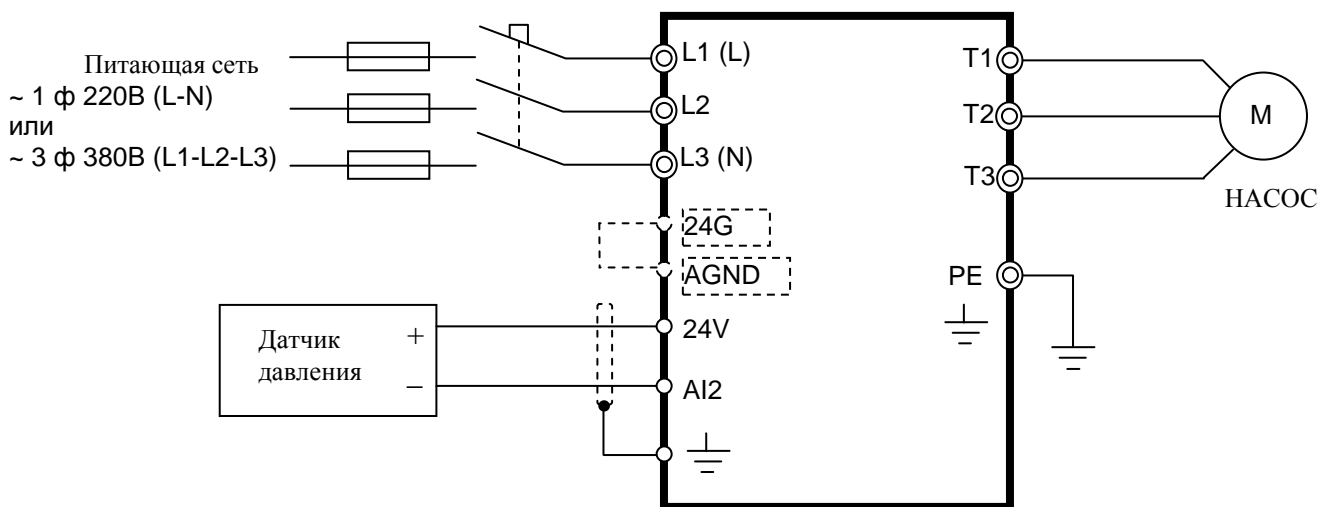 Питающая сеть
~ 1 ф 220В (L-N)
или
~ 3 ф 380В (L1-L2-L3)
L1 (L)
L2
L3 (N)
24G
AGND
24V
AI2
Датчик
давления
+
–
T1
T2
T3
PE
М
НАСОС